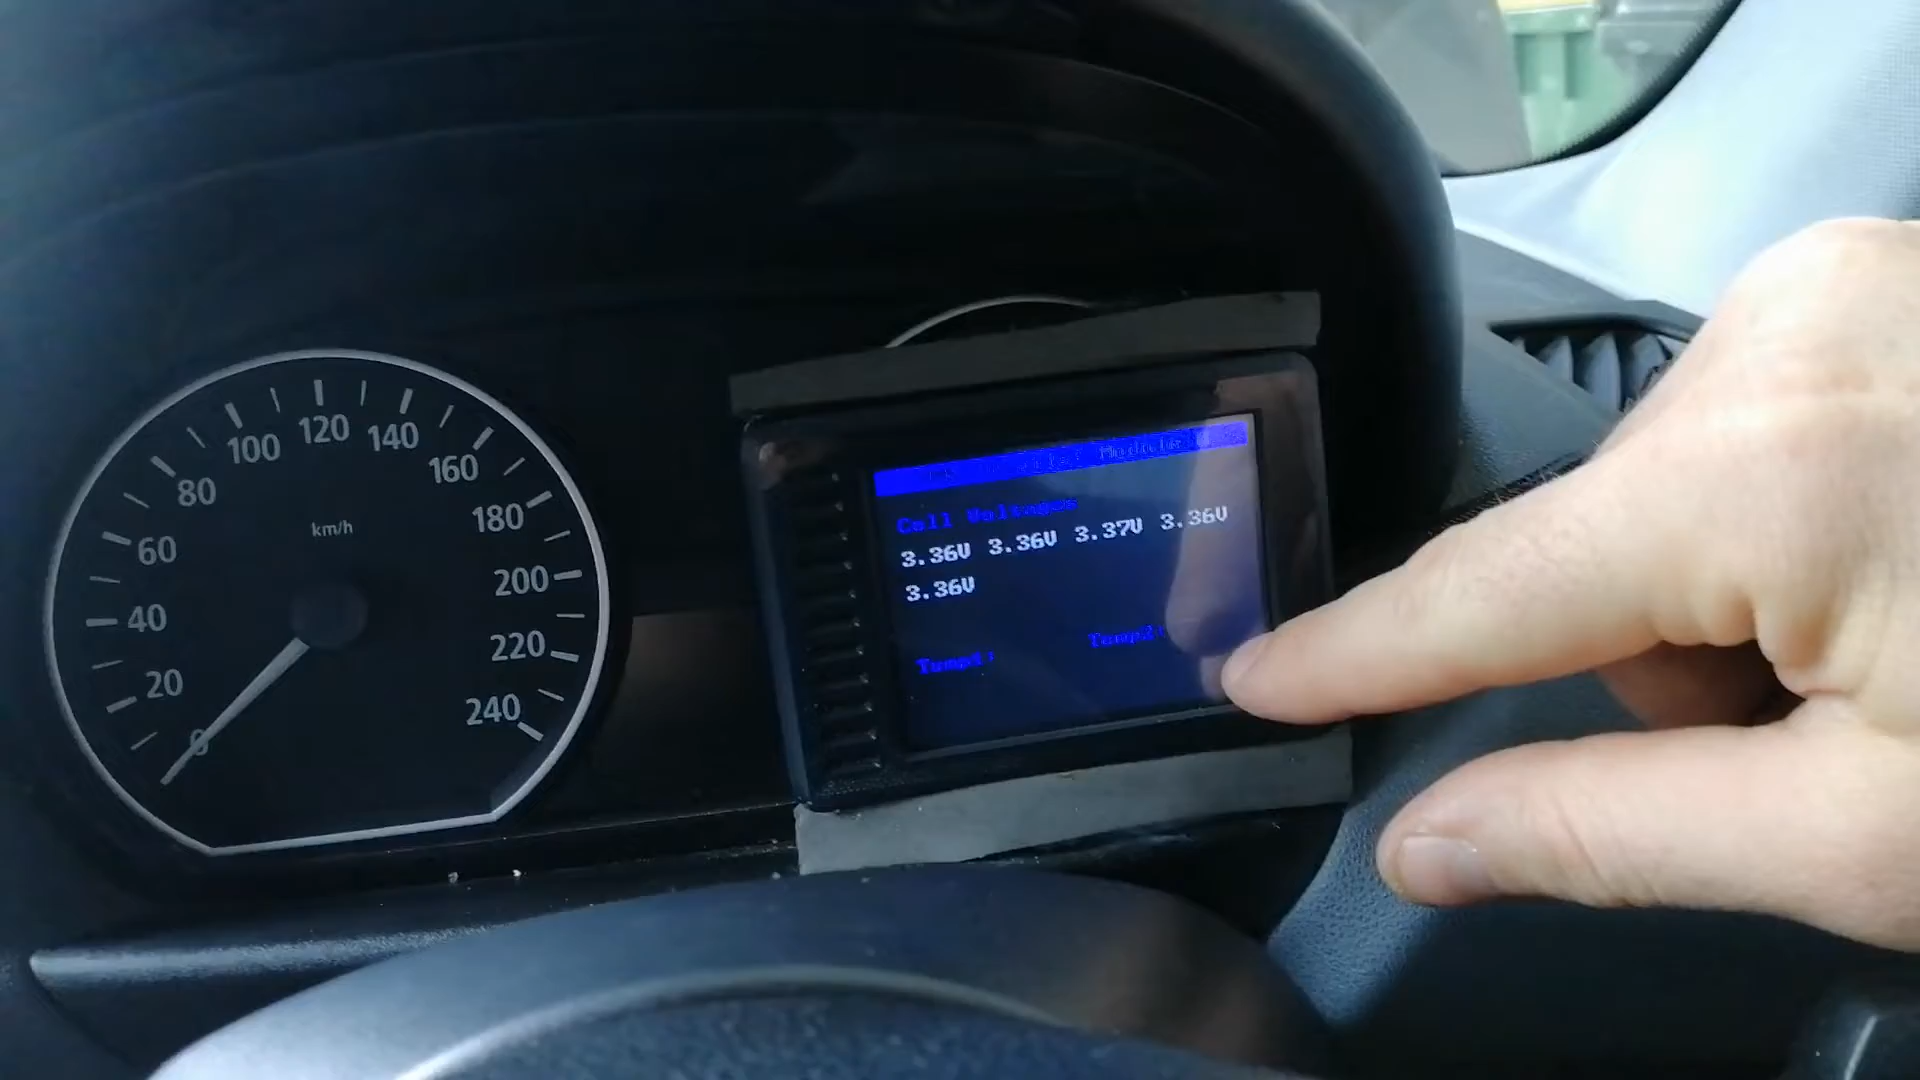 0
20
40
60
80
100
120
140
160
180
200
220
240
km/h
Module
Cell Voltages
3.36V 3.36V 3.37V 3.36V
3.36V
Temp1: Temp2: